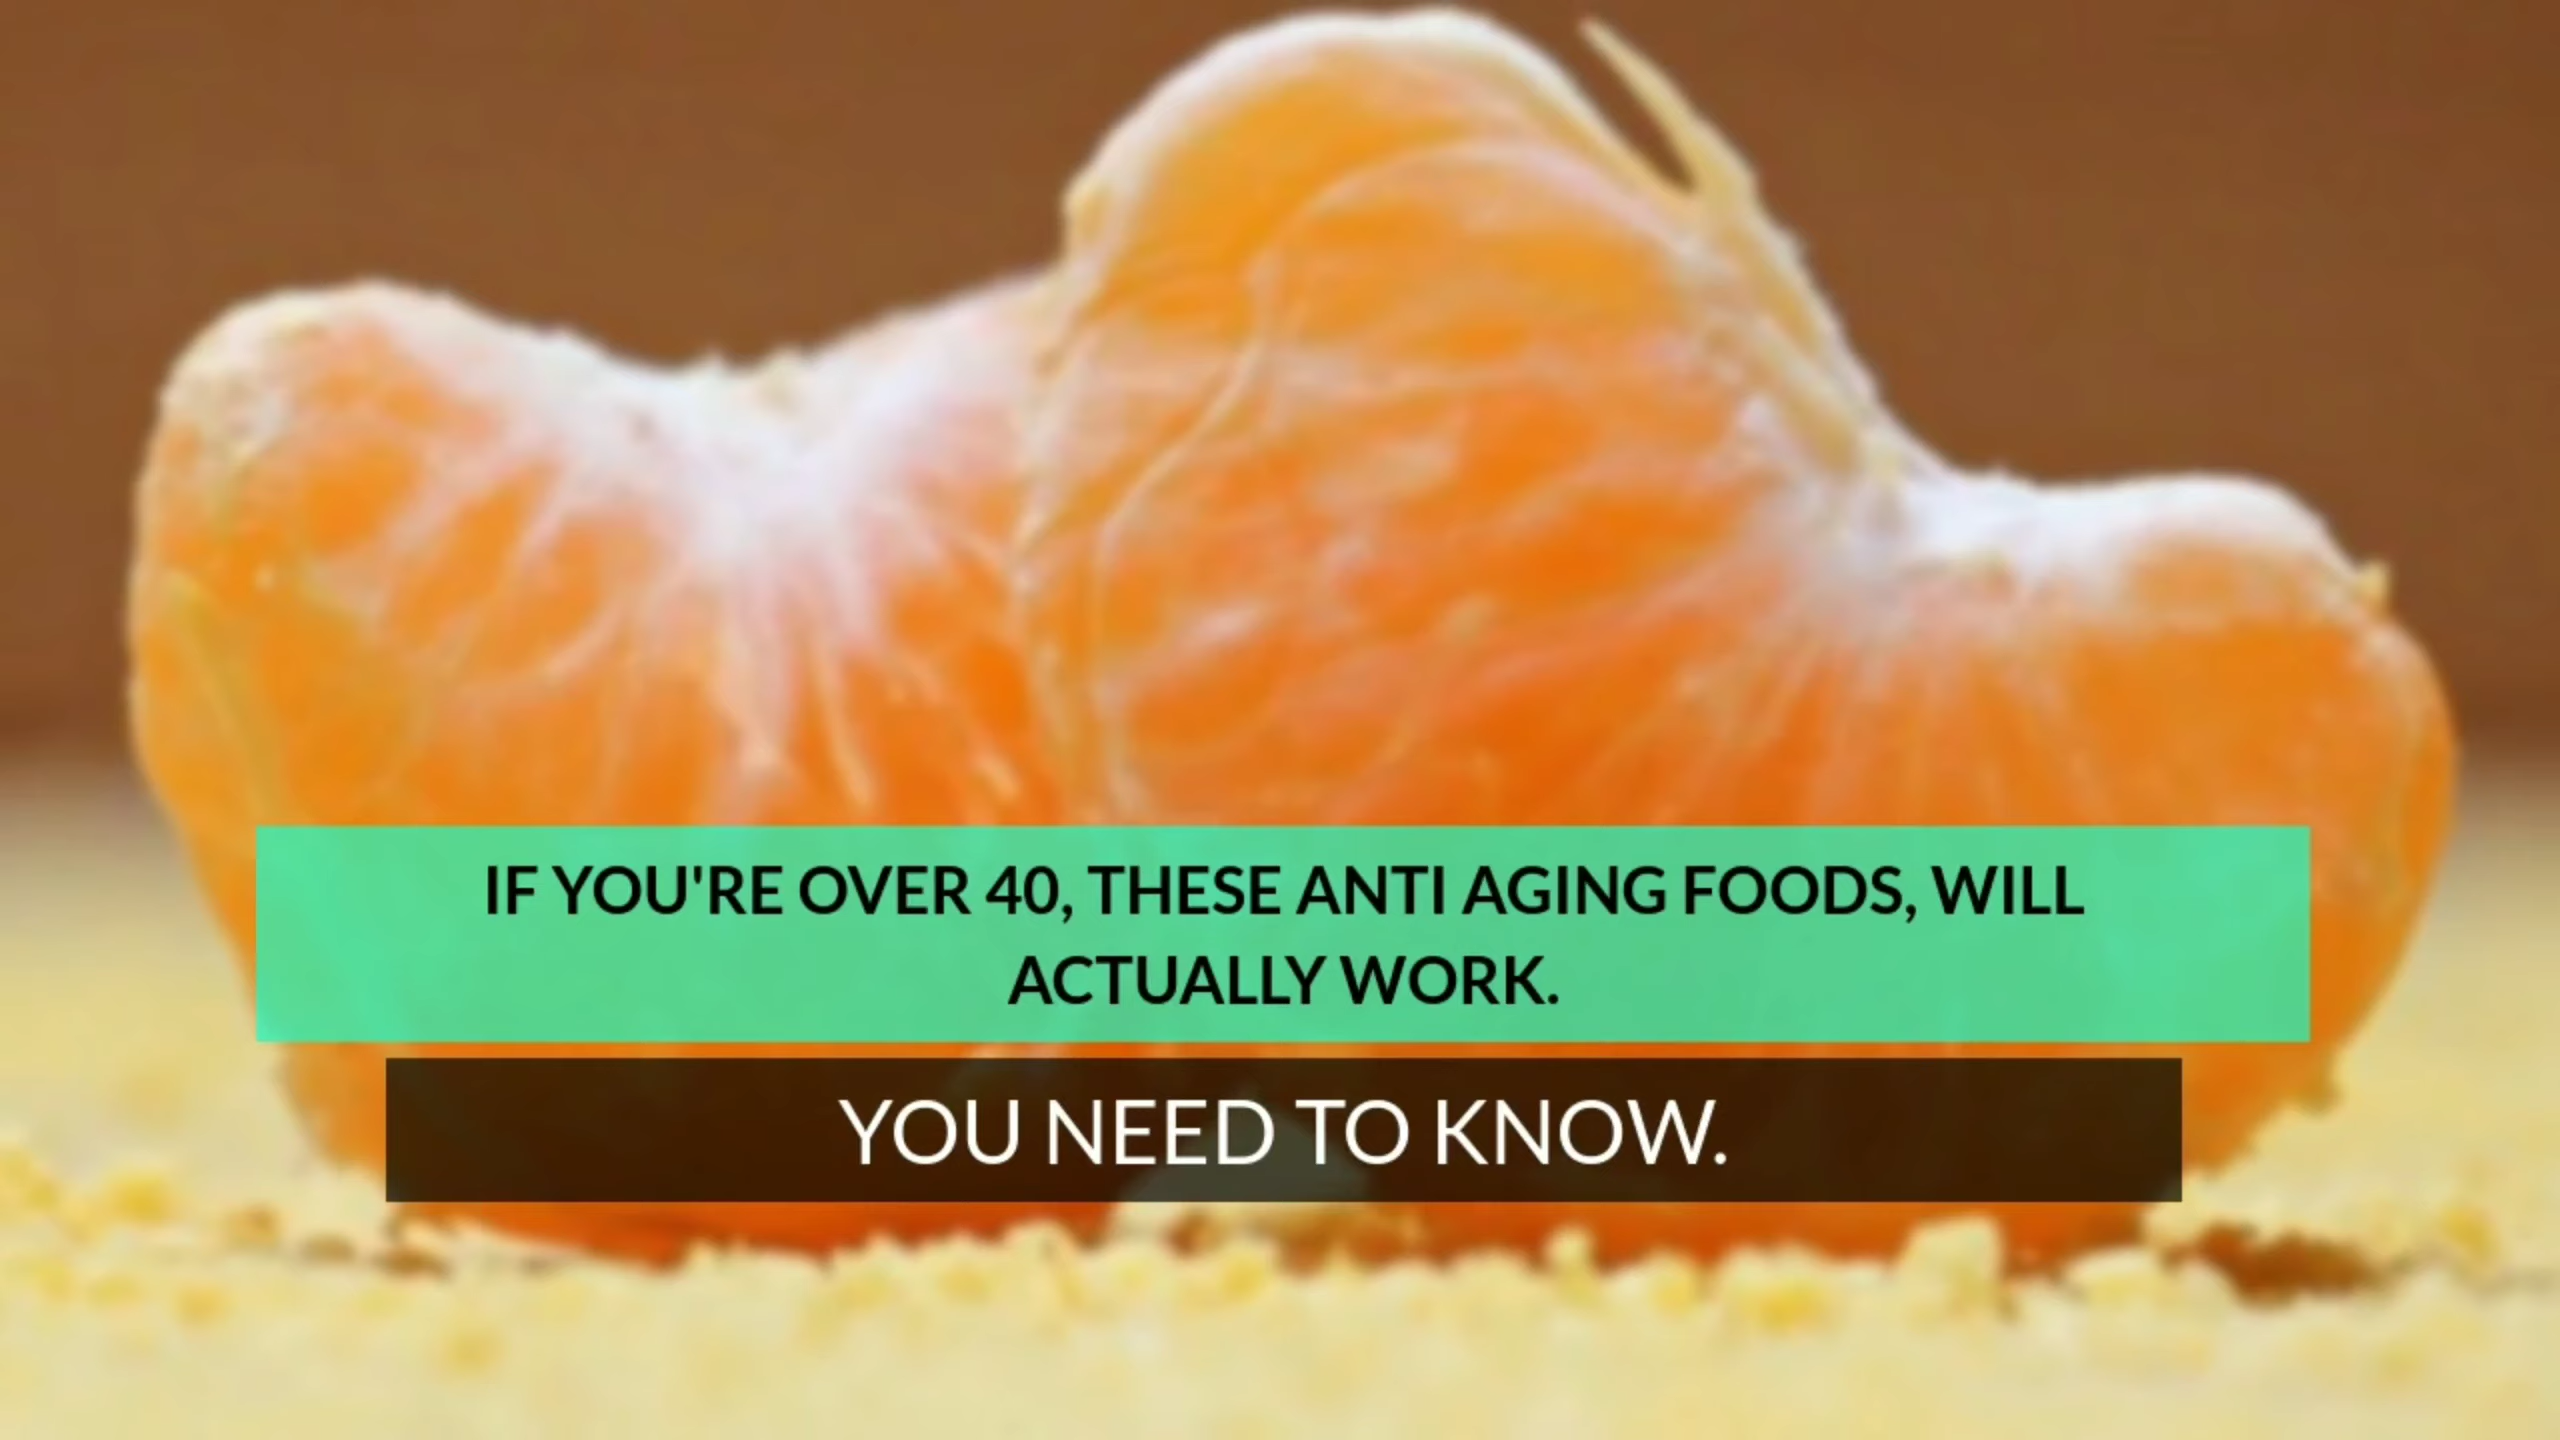 IF YOU'RE OVER 40, THESE ANTI AGING FOODS, WILL
ACTUALLY WORK.
YOU NEED TO KNOW.